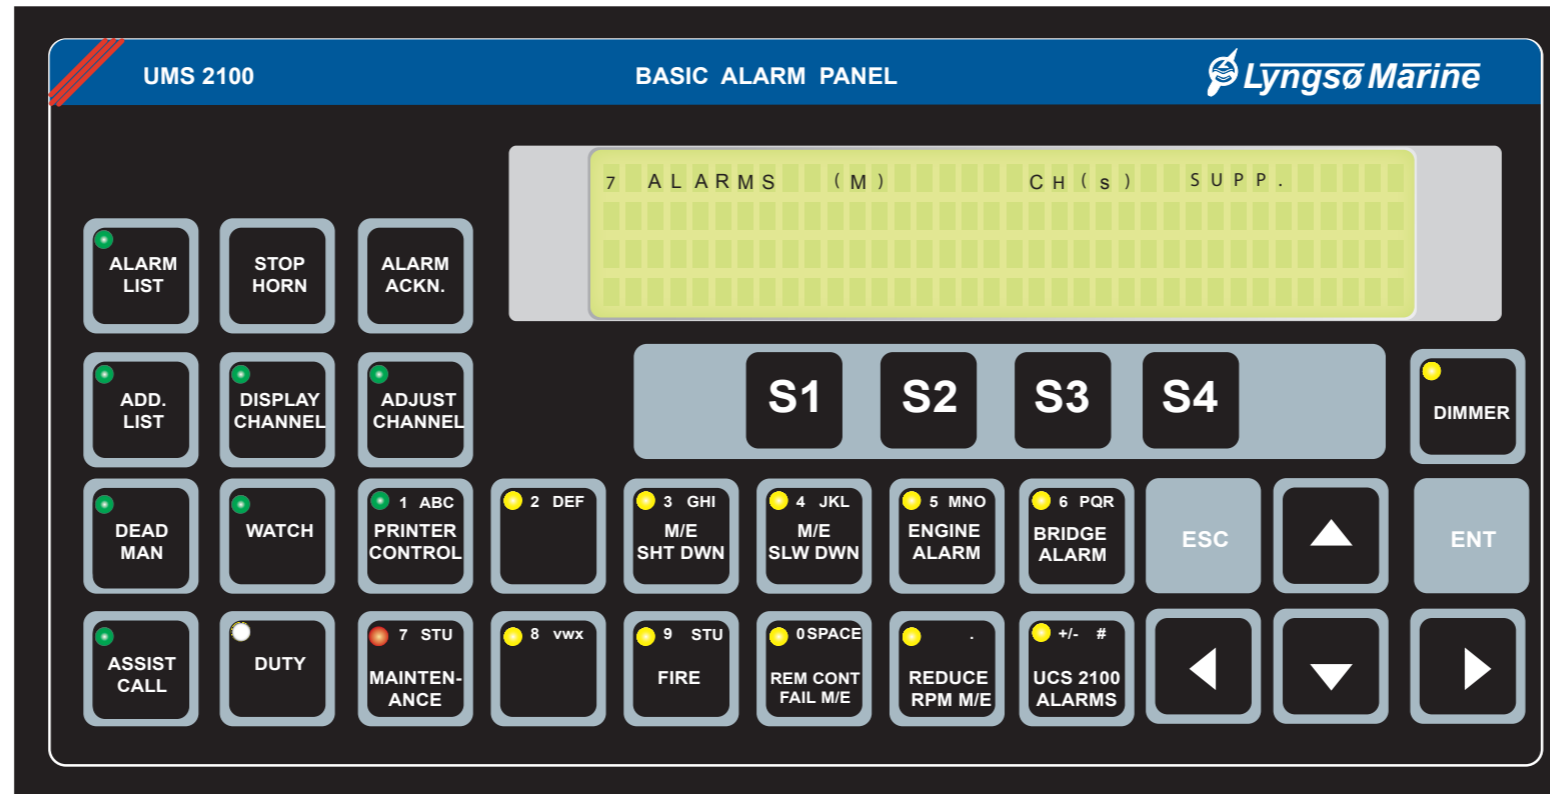 UMS 2100 BASIC ALARM PANEL Lyngsø Marine
7 ALARMS (M) CH(s) SUPP.
ALARM
LIST
STOP
HORN
ALARM
ACKN.
S1 S2 S3 S4
ADD.
LIST
DISPLAY
CHANNEL
ADJUST
CHANNEL
DIMMER
DEAD
MAN
WATCH
1 ABC
PRINTER
CONTROL
2 DEF
3 GHI
M/E
SHT DWN
4 JKL
M/E
SLW DWN
5 MNO
ENGINE
ALARM
6 PQR
BRIDGE
ALARM
ESC
ENT
ASSIST
CALL
DUTY
7 STU
MAINTEN-
ANCE
8 vwx
9 STU
FIRE
0SPACE
REM CONT
FAIL M/E
.
REDUCE
RPM M/E
+/- #
UCS 2100
ALARMS